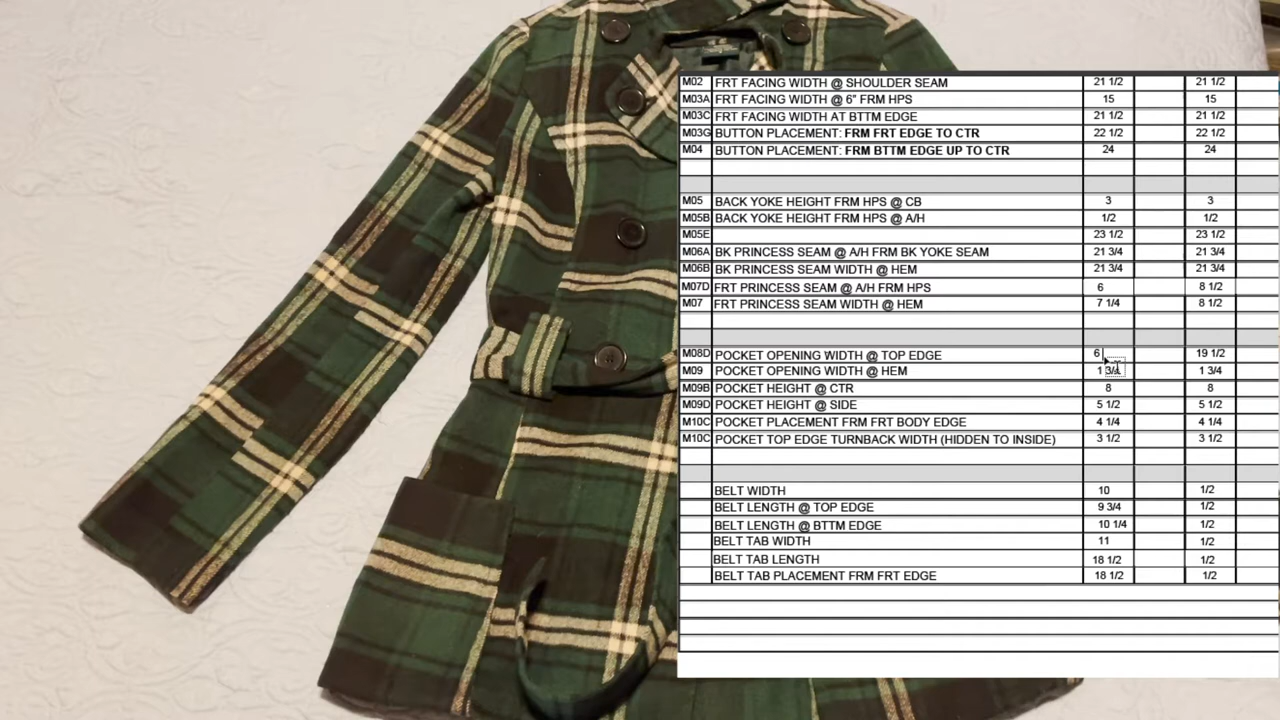 M02 FRT FACING WIDTH @ SHOULDER SEAM 21 1/2 21 1/2
M03A FRT FACING WIDTH @ 6" FRM HPS 15 15
M03C FRT FACING WIDTH AT BTTM EDGE 21 1/2 21 1/2
M03G BUTTON PLACEMENT: FRM FRT EDGE TO CTR 22 1/2 22 1/2
M04 BUTTON PLACEMENT: FRM BTTM EDGE UP TO CTR 24 24
M05 BACK YOKE HEIGHT FRM HPS @ CB 3 3
M05B BACK YOKE HEIGHT FRM HPS @ A/H 1/2 1/2
M05E 23 1/2 23 1/2
M06A BK PRINCESS SEAM @ A/H FRM BK YOKE SEAM 21 3/4 21 3/4
M06B BK PRINCESS SEAM WIDTH @ HEM 21 3/4 21 3/4
M07D FRT PRINCESS SEAM @ A/H FRM HPS 6 8 1/2
M07 FRT PRINCESS SEAM WIDTH @ HEM 7 1/4 8 1/2
M08D POCKET OPENING WIDTH @ TOP EDGE 6 19 1/2
M09 POCKET OPENING WIDTH @ HEM 1 3/4 1 3/4
M09B POCKET HEIGHT @ CTR 8 8
M09D POCKET HEIGHT @ SIDE 5 1/2 5 1/2
M10C POCKET PLACEMENT FRM FRT BODY EDGE 4 1/4 4 1/4
M10C POCKET TOP EDGE TURNBACK WIDTH (HIDDEN TO INSIDE) 3 1/2 3 1/2
BELT WIDTH 10 1/2
BELT LENGTH @ TOP EDGE 9 3/4 1/2
BELT LENGTH @ BTTM EDGE 10 1/4 1/2
BELT TAB WIDTH 11 1/2
BELT TAB LENGTH 18 1/2 1/2
BELT TAB PLACEMENT FRM FRT EDGE 18 1/2 1/2